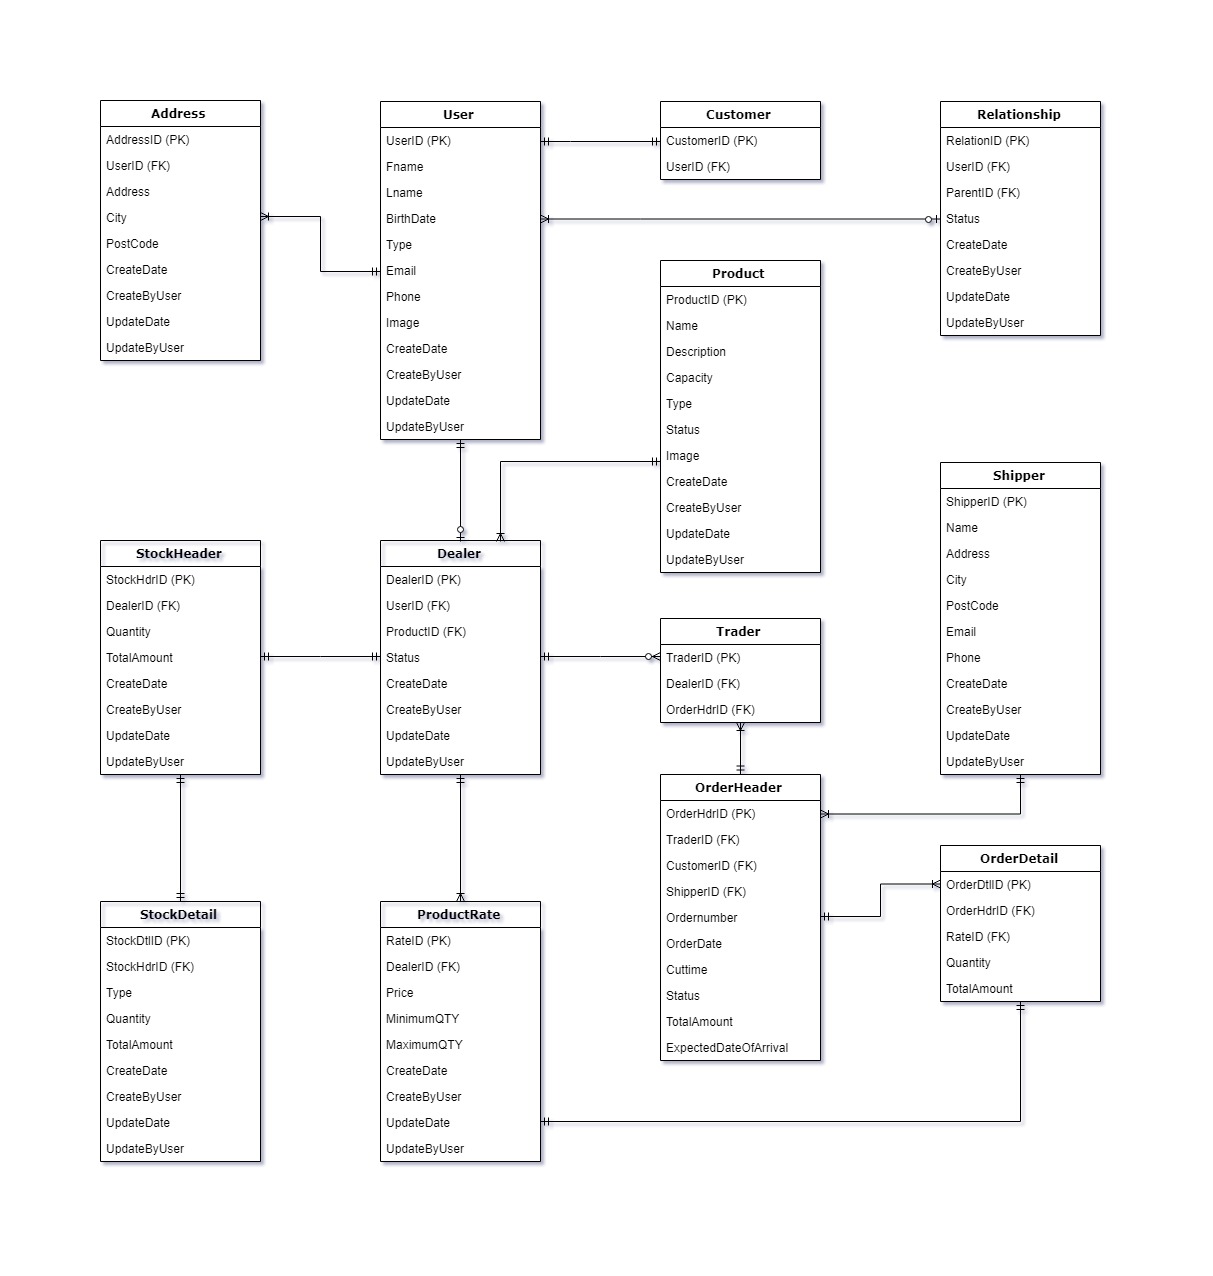 Address
AddressID (PK)
UserID (FK)
Address
City
PostCode
CreateDate
CreateByUser
UpdateDate
UpdateByUser
User
UserID (PK)
Fname
Lname
BirthDate
Type
Email
Phone
Image
CreateDate
CreateByUser
UpdateDate
UpdateByUser
Customer
CustomerID (PK)
UserID (FK)
Relationship
RelationID (PK)
UserID (FK)
ParentID (FK)
Status
CreateDate
CreateByUser
UpdateDate
UpdateByUser
Product
ProductID (PK)
Name
Description
Capacity
Type
Status
Image
CreateDate
CreateByUser
UpdateDate
UpdateByUser
Shipper
ShipperID (PK)
Name
Address
City
PostCode
Email
Phone
CreateDate
CreateByUser
UpdateDate
UpdateByUser
StockHeader
StockHdrID (PK)
DealerID (FK)
Quantity
TotalAmount
CreateDate
CreateByUser
UpdateDate
UpdateByUser
Dealer
DealerID (PK)
UserID (FK)
ProductID (FK)
Status
CreateDate
CreateByUser
UpdateDate
UpdateByUser
Trader
TraderID (PK)
DealerID (FK)
OrderHdrID (FK)
OrderHeader
OrderHdrID (PK)
TraderID (FK)
CustomerID (FK)
ShipperID (FK)
Ordernumber
OrderDate
Cuttime
Status
TotalAmount
ExpectedDateOfArrival
OrderDetail
OrderDtlID (PK)
OrderHdrID (FK)
RateID (FK)
Quantity
TotalAmount
StockDetail
StockDtlID (PK)
StockHdrID (FK)
Type
Quantity
TotalAmount
CreateDate
CreateByUser
UpdateDate
UpdateByUser
ProductRate
RateID (PK)
DealerID (FK)
Price
MinimumQTY
MaximumQTY
CreateDate
CreateByUser
UpdateDate
UpdateByUser